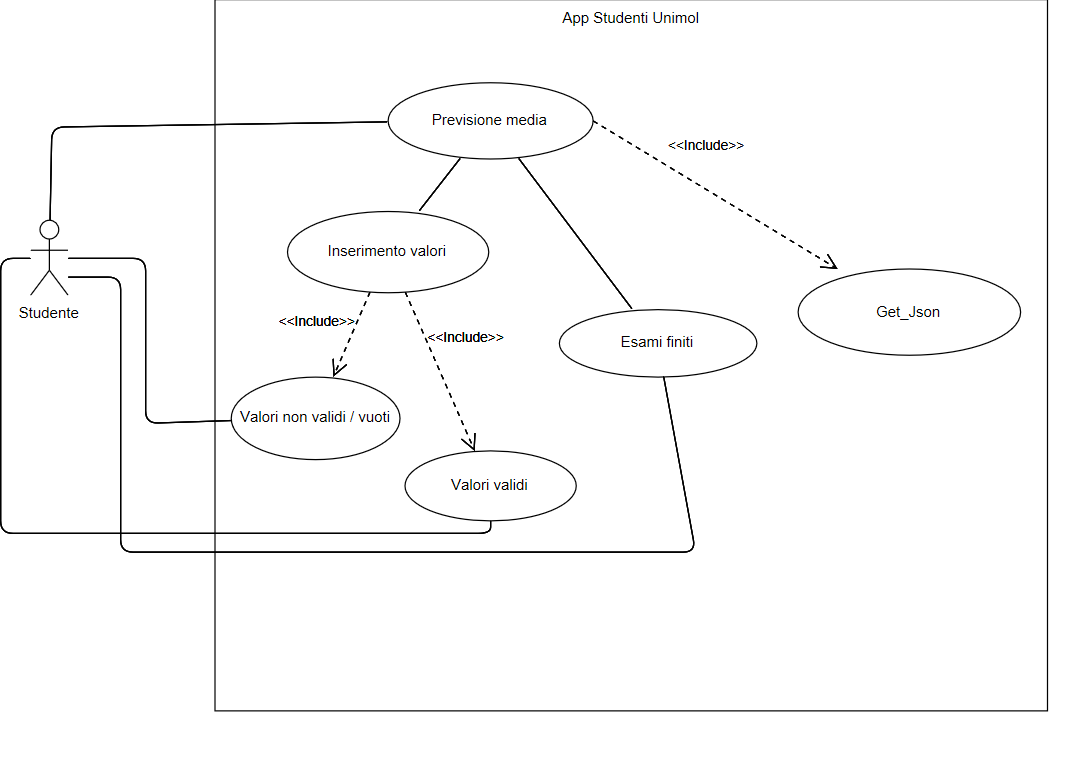 App Studenti Unimol
Previsione media
<<Include>>
Inserimento valori
Studente
Get_Json
<<Include>>
<<Include>>
Esami finiti
Valori non validi / vuoti
Valori validi